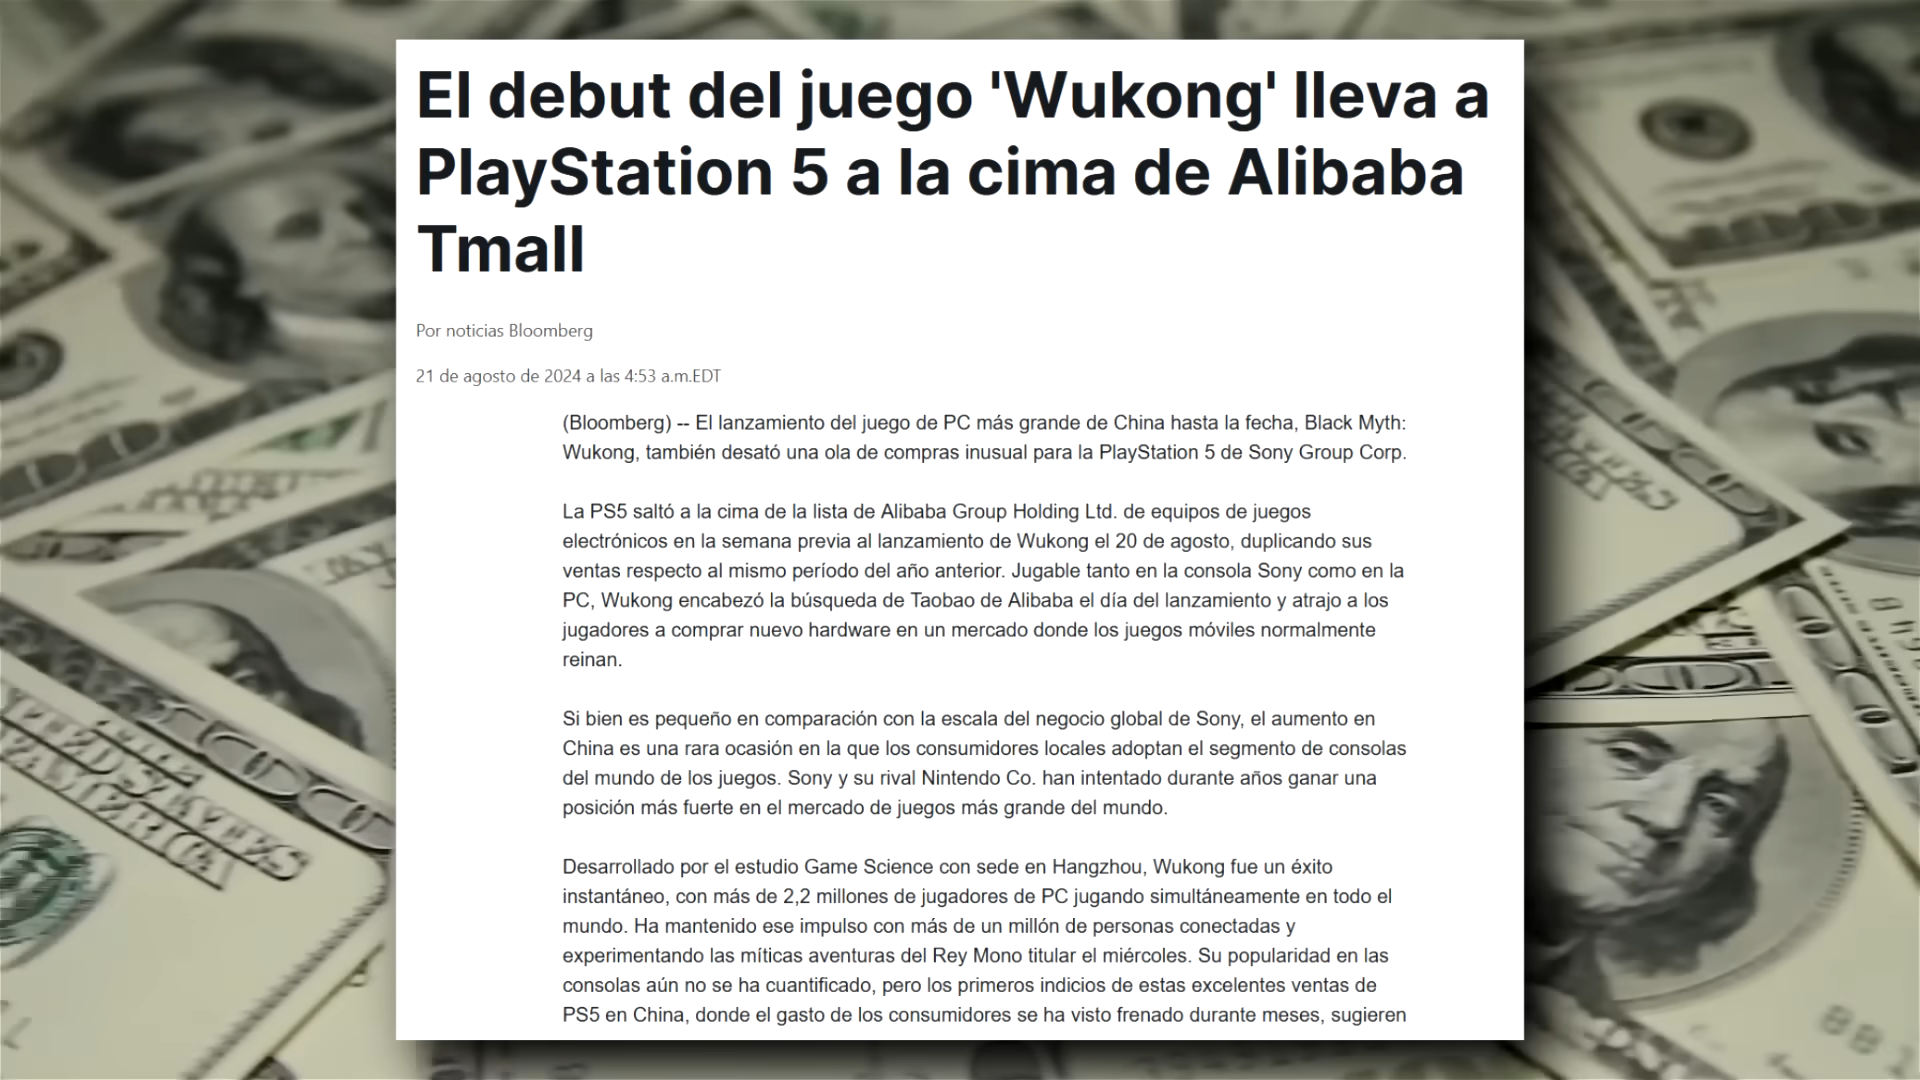 El debut del juego 'Wukong' lleva a
PlayStation 5 a la cima de Alibaba
Tmall
Por noticias Bloomberg
21 de agosto de 2024 a las 4:53 a.m.EDT
(Bloomberg) -- El lanzamiento del juego de PC más grande de China hasta la fecha, Black Myth:
Wukong, también desató una ola de compras inusual para la PlayStation 5 de Sony Group Corp.
La PS5 saltó a la cima de la lista de Alibaba Group Holding Ltd. de equipos de juegos
electrónicos en la semana previa al lanzamiento de Wukong el 20 de agosto, duplicando sus
ventas respecto al mismo período del año anterior. Jugable tanto en la consola Sony como en la
PC, Wukong encabezó la búsqueda de Taobao de Alibaba el día del lanzamiento y atrajo a los
jugadores a comprar nuevo hardware en un mercado donde los juegos móviles normalmente
reinan.
Si bien es pequeño en comparación con la escala del negocio global de Sony, el aumento en
China es una rara ocasión en la que los consumidores locales adoptan el segmento de consolas
del mundo de los juegos. Sony y su rival Nintendo Co. han intentado durante años ganar una
posición más fuerte en el mercado de juegos más grande del mundo.
Desarrollado por el estudio Game Science con sede en Hangzhou, Wukong fue un éxito
instantáneo, con más de 2,2 millones de jugadores de PC jugando simultáneamente en todo el
mundo. Ha mantenido ese impulso con más de un millón de personas conectadas y
experimentando las míticas aventuras del Rey Mono titular el miércoles. Su popularidad en las
consolas aún no se ha cuantificado, pero los primeros indicios de estas excelentes ventas de
PS5 en China, donde el gasto de los consumidores se ha visto frenado durante meses, sugieren